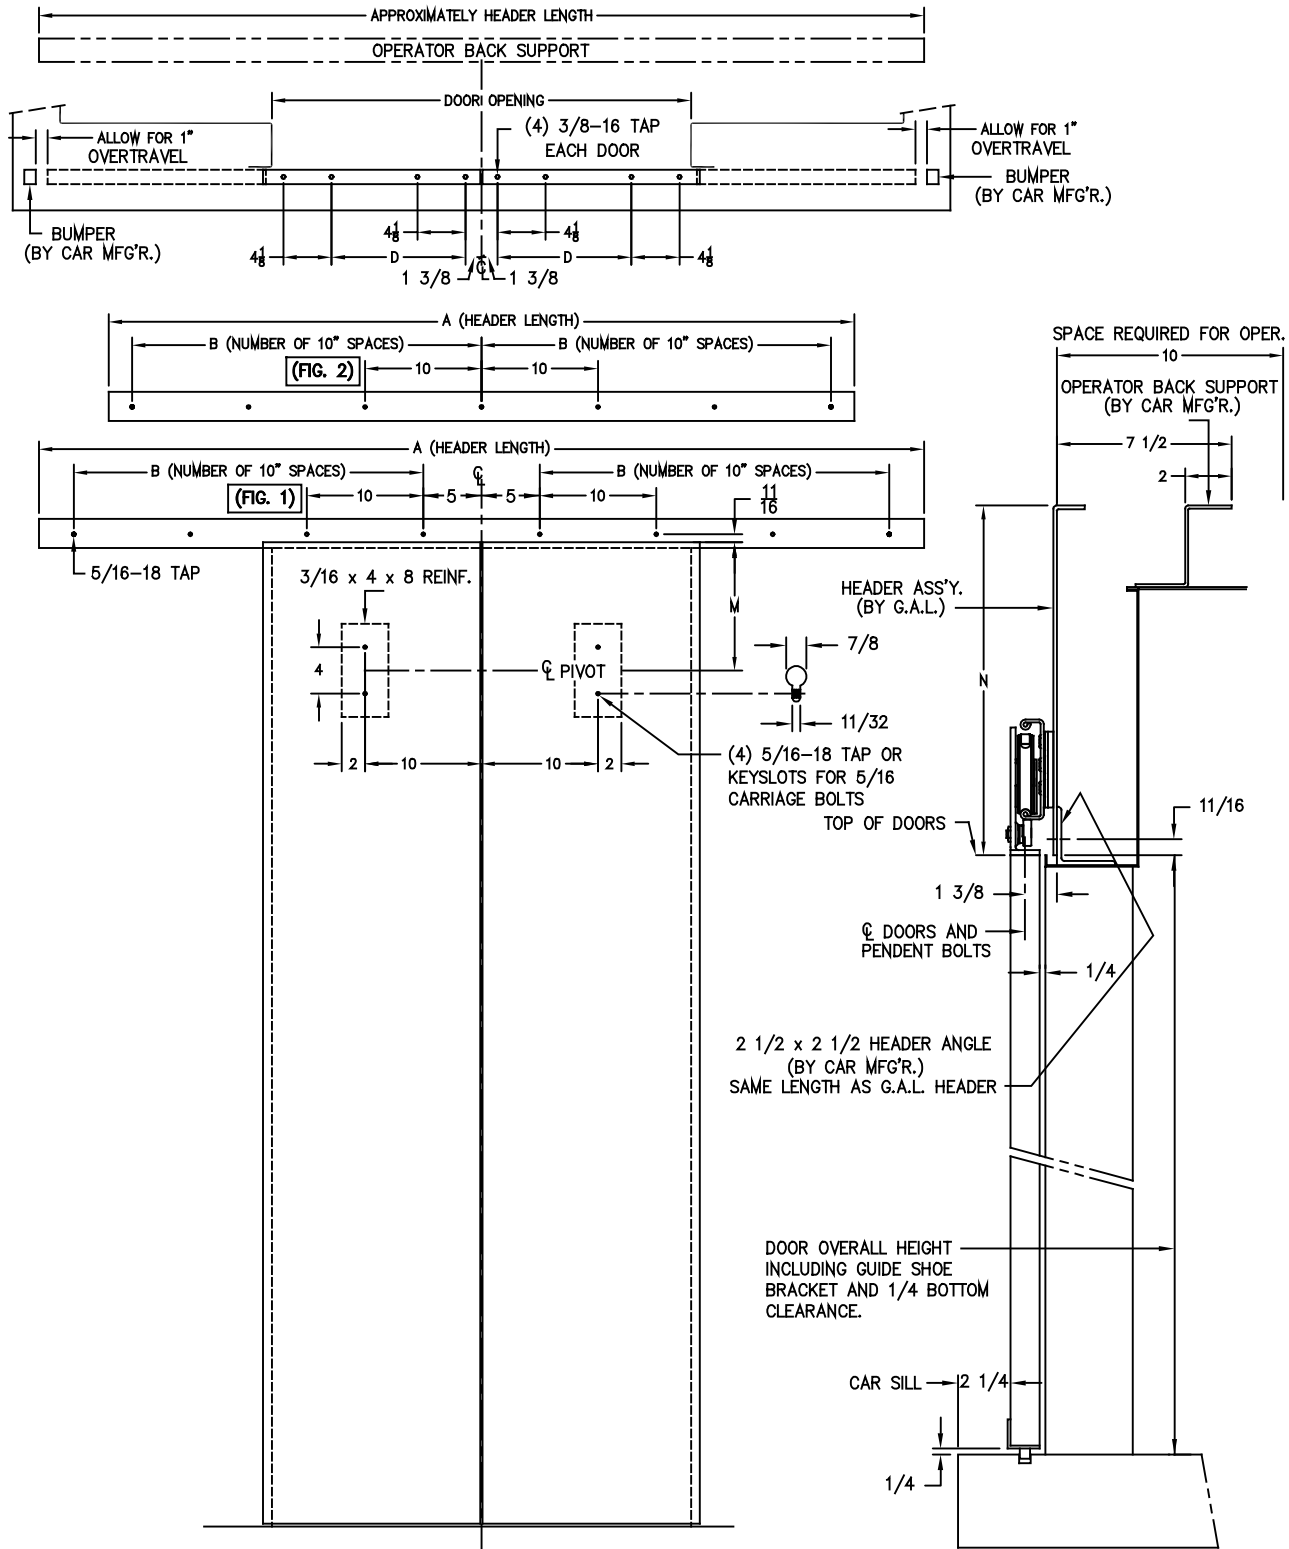 APPROXIMATELY HEADER LENGTH
OPERATOR BACK SUPPORT
DOOR OPENING
ALLOW FOR 1"
OVERTRAVEL
(4) 3/8-16 TAP
EACH DOOR
ALLOW FOR 1"
OVERTRAVEL
BUMPER
(BY CAR MFG'R.)
BUMPER
(BY CAR MFG'R.)
4 1/8
4 1/8
4 1/8
D
D
4 1/8
1 3/8
℄
1 3/8
A (HEADER LENGTH)
B (NUMBER OF 10" SPACES)
B (NUMBER OF 10" SPACES)
(FIG. 2)
10
10
SPACE REQUIRED FOR OPER.
10
OPERATOR BACK SUPPORT
(BY CAR MFG'R.)
7 1/2
2
A (HEADER LENGTH)
B (NUMBER OF 10" SPACES)
℄
B (NUMBER OF 10" SPACES)
(FIG. 1)
10
5
5
10
11/16
5/16-18 TAP
3/16 x 4 x 8 REINF.
M
HEADER ASS'Y.
(BY G.A.L.)
4
℄ PIVOT
7/8
N
11/32
2
10
10
2
(4) 5/16-18 TAP OR
KEYSLOTS FOR 5/16
CARRIAGE BOLTS
TOP OF DOORS
11/16
1 3/8
℄ DOORS AND
PENDENT BOLTS
1/4
2 1/2 x 2 1/2 HEADER ANGLE
(BY CAR MFG'R.)
SAME LENGTH AS G.A.L. HEADER
DOOR OVERALL HEIGHT
INCLUDING GUIDE SHOE
BRACKET AND 1/4 BOTTOM
CLEARANCE.
CAR SILL
2 1/4
1/4